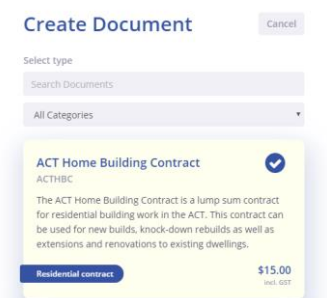 Create Document
Cancel
Select type
Search Documents
All Categories
ACT Home Building Contract
ACTHBC
The ACT Home Building Contract is a lump sum contract
for residential building work in the ACT. This contract can
be used for new builds, knock-down rebuilds as well as
extensions and renovations to existing dwellings.
Residential contract
$15.00
incl. GST